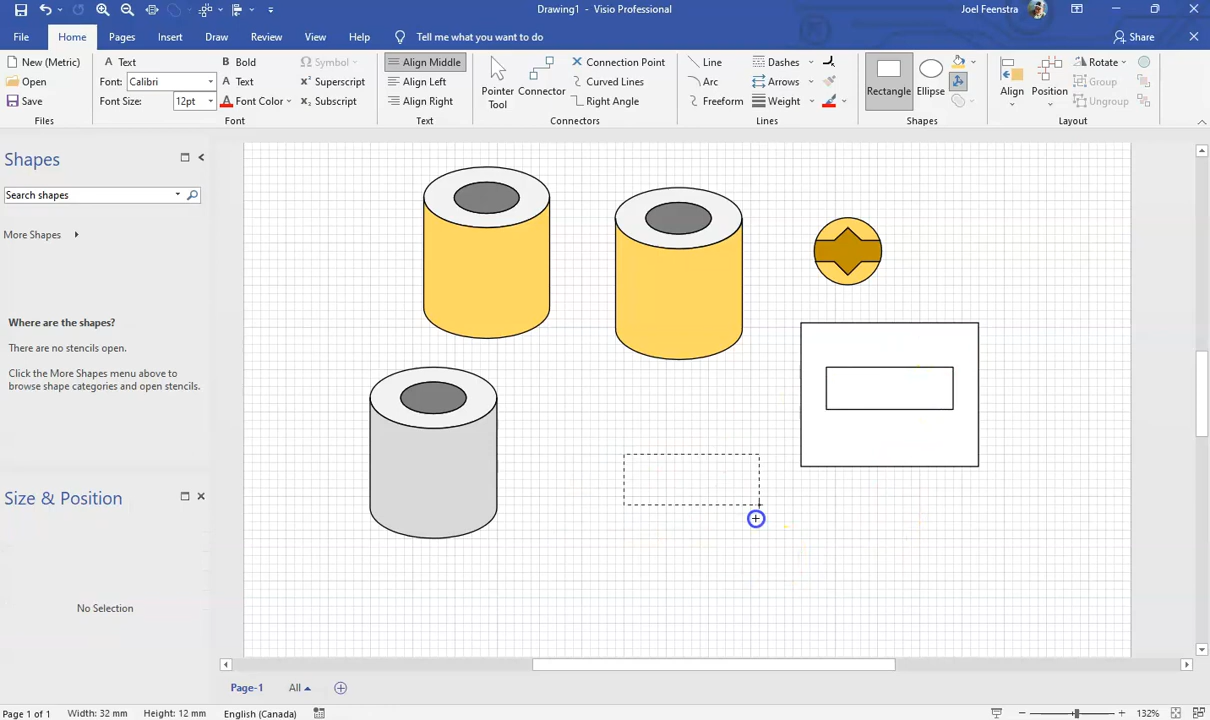 Drawing1 - Visio Professional
Joel Feenstra
File Home Pages Insert Draw Review View Help Tell me what you want to do Share
New (Metric)
Open
Save
Files
Text
Bold
Symbol
Font: Calibri
Text
Superscript
Font Size: 12pt
Font Color
Subscript
Font
Align Middle
Align Left
Align Right
Text
Pointer Tool
Connector
Connection Point
Curved Lines
Right Angle
Connectors
Line
Arc
Freeform
Dashes
Arrows
Weight
Lines
Rectangle
Ellipse
Shapes
Align
Position
Rotate
Group
Ungroup
Layout
Shapes
Search shapes
More Shapes
Where are the shapes?
There are no stencils open.
Click the More Shapes menu above to
browse shape categories and open stencils.
Size & Position
No Selection
Page-1 All
Page 1 of 1 Width: 32 mm Height: 12 mm English (Canada) 132%